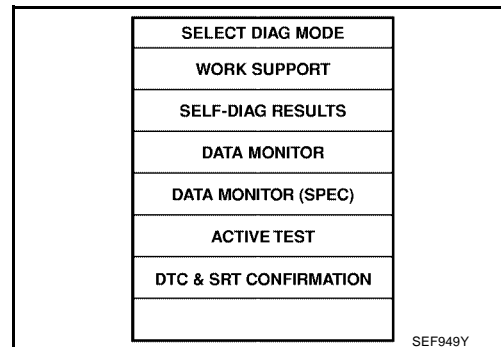 SELECT DIAG MODE
WORK SUPPORT
SELF-DIAG RESULTS
DATA MONITOR
DATA MONITOR (SPEC)
ACTIVE TEST
DTC & SRT CONFIRMATION
SEF949Y